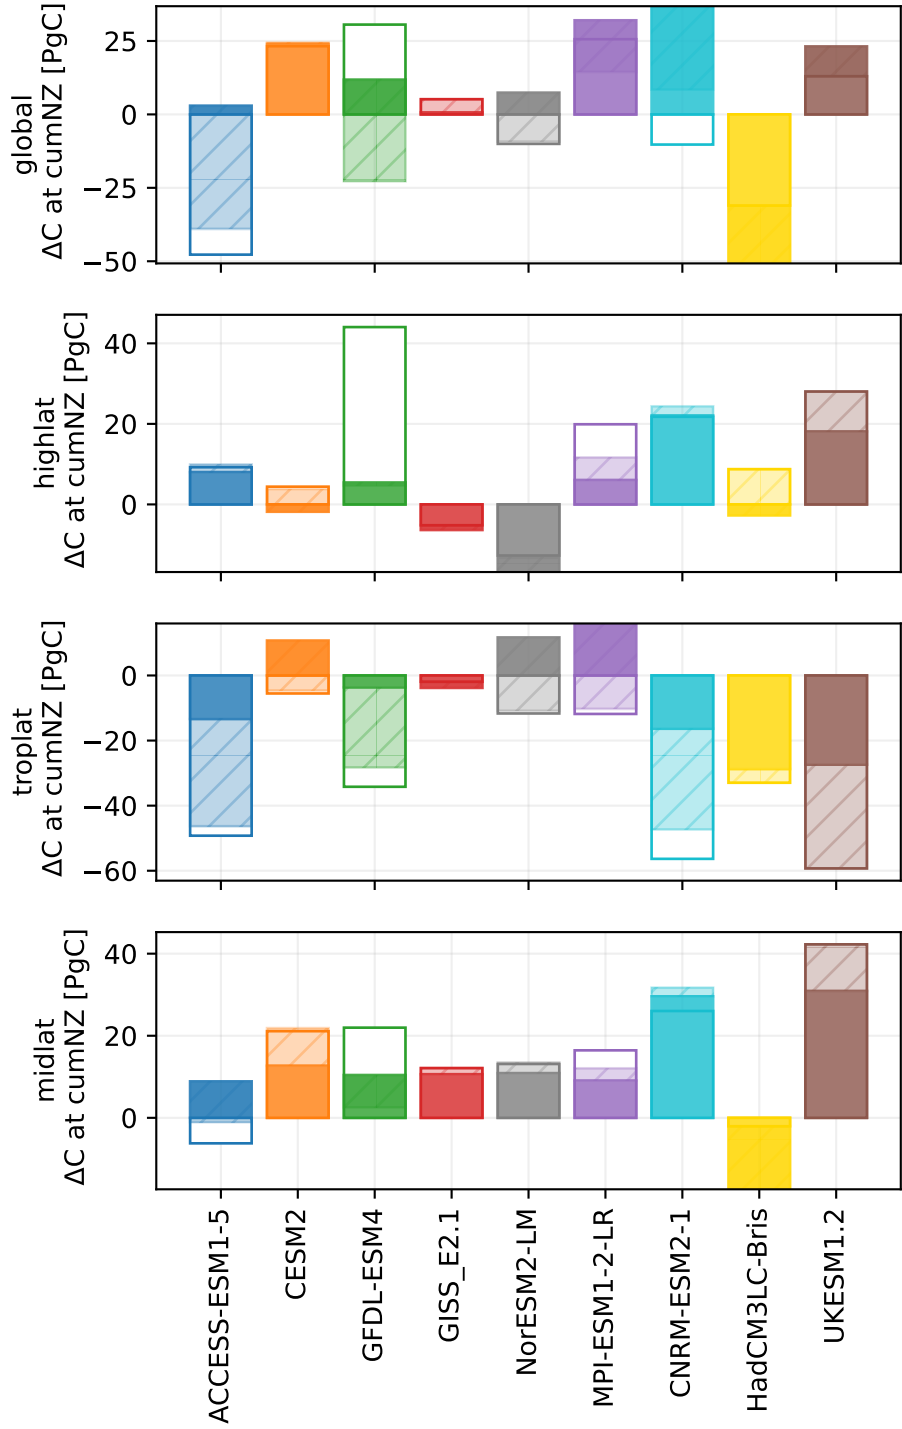 global
ΔC at cumNZ [PgC]
25
0
−25
−50
highlat
ΔC at cumNZ [PgC]
40
20
0
troplat
ΔC at cumNZ [PgC]
0
−20
−40
−60
midlat
ΔC at cumNZ [PgC]
40
20
0
ACCESS-ESM1-5
CESM2
GFDL-ESM4
GISS_E2.1
NorESM2-LM
MPI-ESM1-2-LR
CNRM-ESM2-1
HadCM3LC-Bris
UKESM1.2